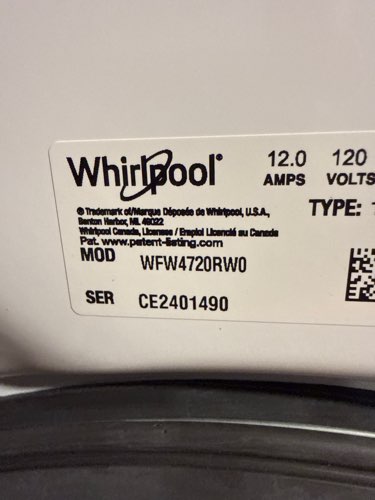 Whirlpool®
12.0 120
AMPS VOLTS
® Trademark of/Marque Déposée de Whirlpool, U.S.A.,
TYPE:
Benton Harbor, MI. 49022
Whirlpool Canada, Licensee / Emploi Licencié au Canada
Pat. www.patent-listing.com
MOD WFW4720RW0
SER CE2401490